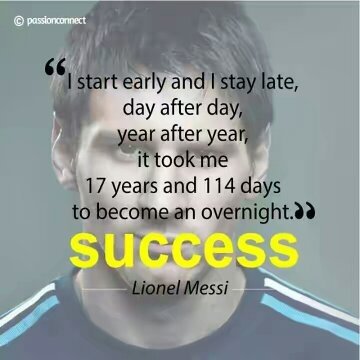 © passionconnect
“I start early and I stay late,
day after day,
year after year,
it took me
17 years and 114 days
to become an overnight.”
success
Lionel Messi